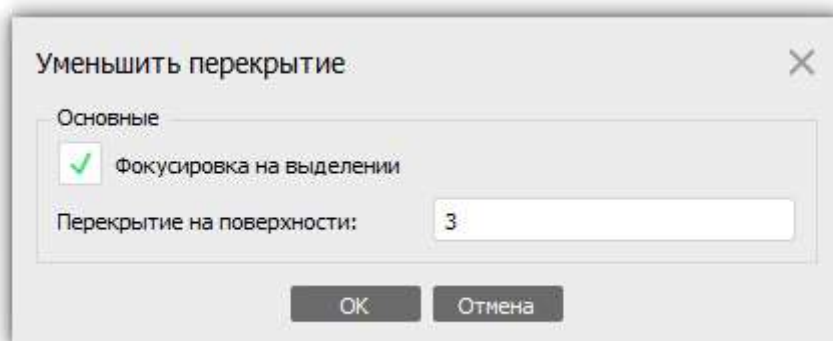 Уменьшить перекрытие
Основные
Фокусировка на выделении
Перекрытие на поверхности: 3
OK Отмена